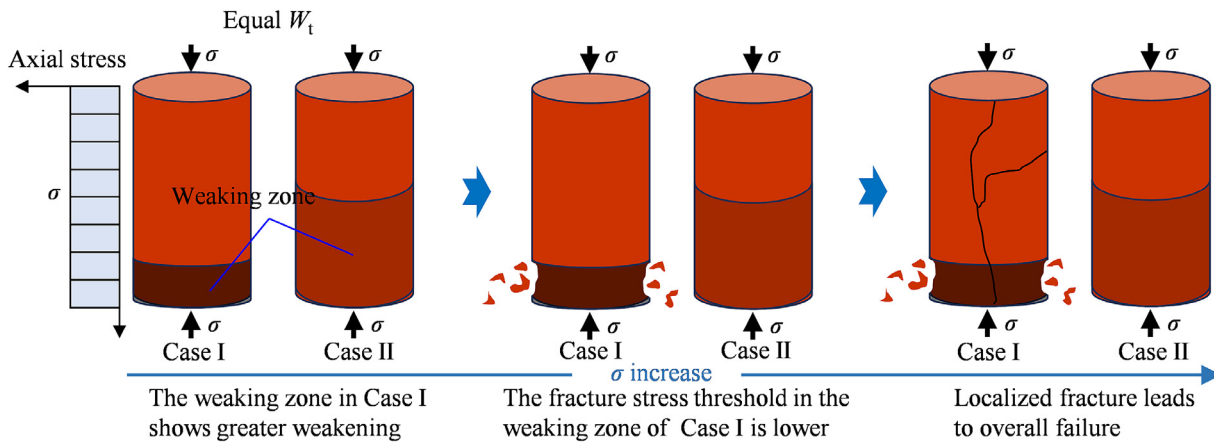 Equal Wt
Axial stress
σ
σ
σ
σ
σ
σ
Weaking zone
σ
σ
σ
σ
σ
σ
σ
Case I
Case II
Case I
Case II
Case I
Case II
σ increase
The weaking zone in Case I
shows greater weakening
The fracture stress threshold in the
weaking zone of Case I is lower
Localized fracture leads
to overall failure